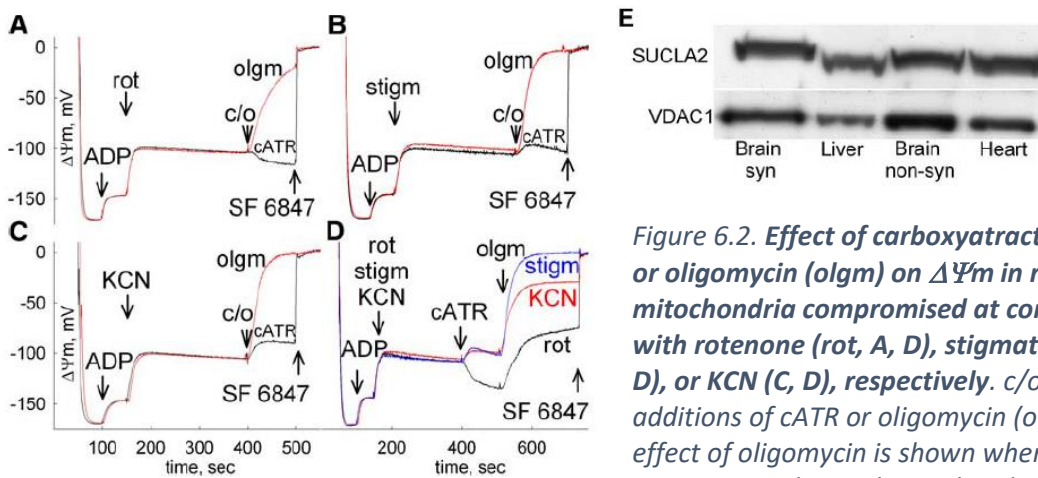 A
0
-50
-100
-150
ΔΨm, mV
rot
olgm
c/o
cATR
ADP
SF 6847
B
stigm
olgm
c/o
cATR
ADP
SF 6847
C
0
-50
-100
-150
ΔΨm, mV
KCN
olgm
c/o
cATR
ADP
SF 6847
100 200 300 400 500
time, sec
D
rot
stigm
KCN
olgm
stigm
KCN
cATR
ADP
rot
SF 6847
200 400 600
time, sec
E
SUCLA2
VDAC1
Brain syn
Liver
Brain non-syn
Heart
Figure 6.2. Effect of carboxyatract
or oligomycin (olgm) on ΔΨm in
mitochondria compromised at
with rotenone (rot, A, D), stigmat
D), or KCN (C, D), respectively. c/o
additions of cATR or oligomycin (o
effect of oligomycin is shown wher